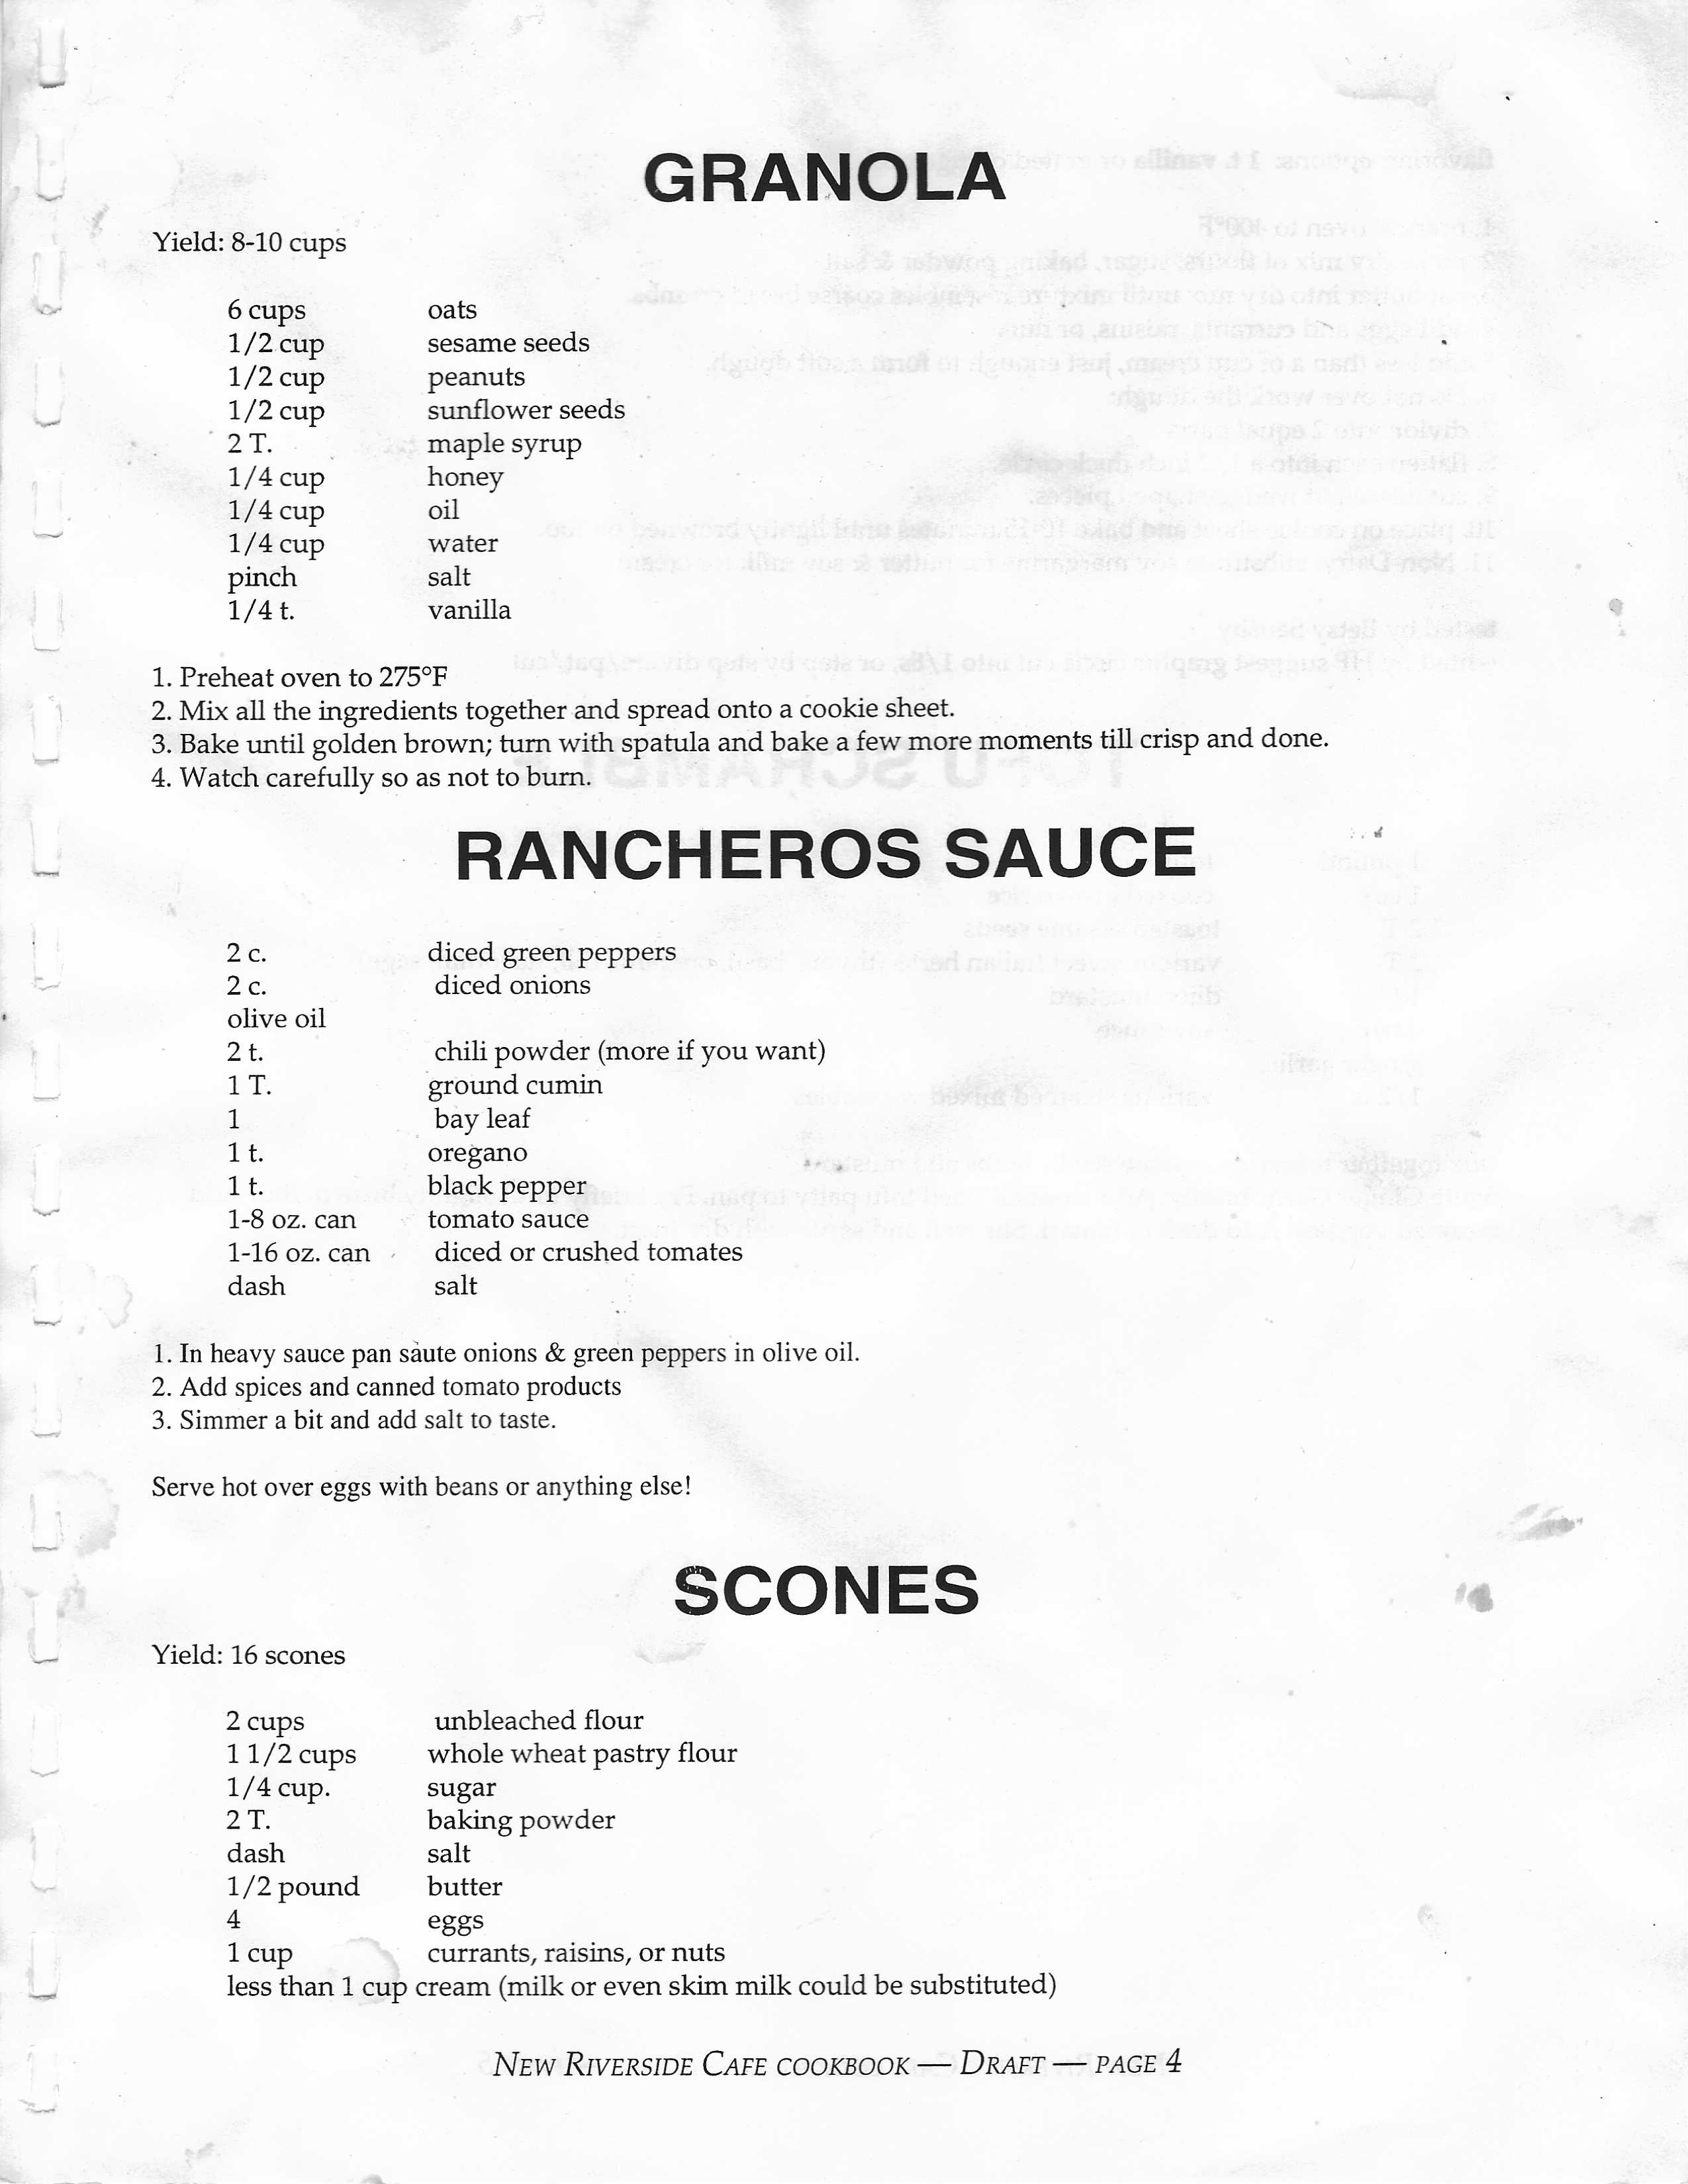 GRANOLA
Yield: 8-10 cups
6 cups oats
1/2 cup sesame seeds
1/2 cup peanuts
1/2 cup sunflower seeds
2 T. maple syrup
1/4 cup honey
1/4 cup oil
1/4 cup water
pinch salt
1/4 t. vanilla
1. Preheat oven to 275°F
2. Mix all the ingredients together and spread onto a cookie sheet.
3. Bake until golden brown; turn with spatula and bake a few more moments till crisp and done.
4. Watch carefully so as not to burn.
RANCHEROS SAUCE
2 c. diced green peppers
2 c. diced onions
olive oil
2 t. chili powder (more if you want)
1 T. ground cumin
1 bay leaf
1 t. oregano
1 t. black pepper
1-8 oz. can tomato sauce
1-16 oz. can diced or crushed tomates
dash salt
1. In heavy sauce pan saute onions & green peppers in olive oil.
2. Add spices and canned tomato products
3. Simmer a bit and add salt to taste.
Serve hot over eggs with beans or anything else!
SCONES
Yield: 16 scones
2 cups unbleached flour
1 1/2 cups whole wheat pastry flour
1/4 cup. sugar
2 T. baking powder
dash salt
1/2 pound butter
4 eggs
1 cup currants, raisins, or nuts
less than 1 cup cream (milk or even skim milk could be substituted)
NEW RIVERSIDE CAFE COOKBOOK — DRAFT — PAGE 4